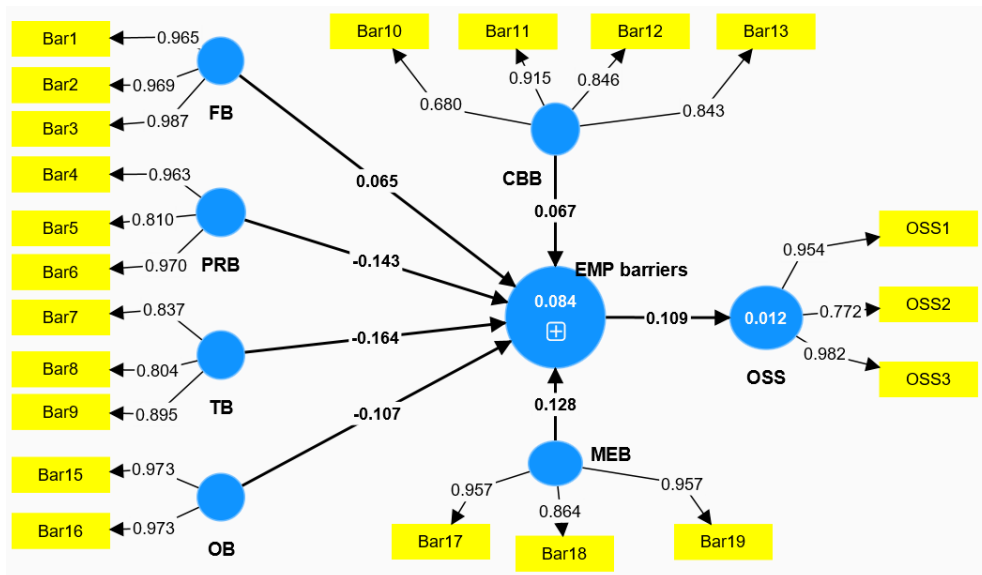 Bar1
0.965
Bar2
0.969
Bar3
0.987
FB
Bar4
0.963
Bar5
0.810
Bar6
0.970
PRB
Bar7
0.837
Bar8
0.804
Bar9
0.895
TB
Bar15
0.973
Bar16
0.973
OB
Bar10
Bar11
Bar12
Bar13
0.680
0.915
0.846
0.843
CBB
0.065
-0.143
-0.164
-0.107
0.067
EMP barriers
0.084
0.128
MEB
0.957
0.864
0.957
Bar17
Bar18
Bar19
0.109
0.012
OSS
0.954
OSS1
0.772
OSS2
0.982
OSS3